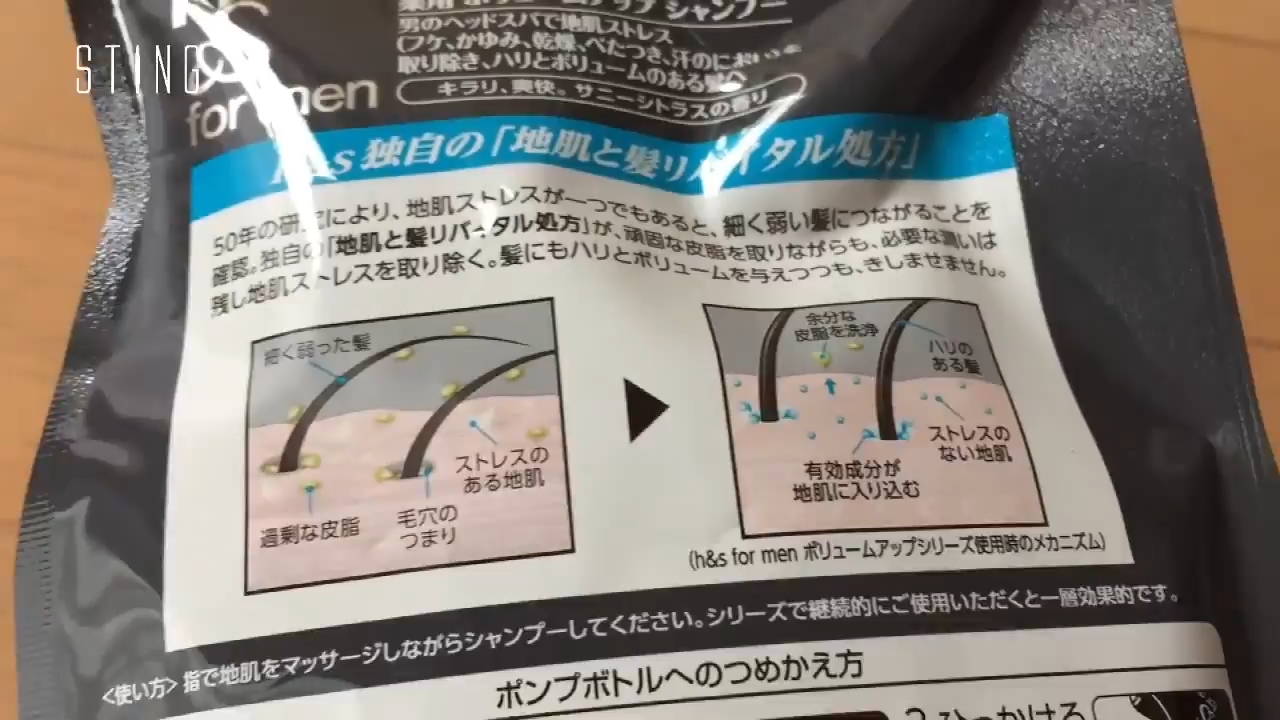 STING
for men
薬用 ボリュームアップ シャンプー
男のヘッドスパで地肌ストレス
(フケ、かゆみ、乾燥、べたつき、汗のにおい
取り除き、ハリとボリュームのある髪へ
キラリ、爽快。サニーシトラスの香り
h&s 独自の「地肌と髪リバイタル処方」
50年の研究により、地肌ストレスが一つでもあると、細く弱い髪につながることを
確認。独自の「地肌と髪リバイタル処方」が、頑固な皮脂を取りながらも、必要な潤いは
残し地肌ストレスを取り除く。髪にもハリとボリュームを与えつつも、きしませません。
細く弱った髪
ストレスの
ある地肌
過剰な皮脂
毛穴の
つまり
余分な
皮脂を洗浄
ハリの
ある髪
ストレスの
ない地肌
有効成分が
地肌に入り込む
(h&s for men ボリュームアップシリーズ使用時のメカニズム)
<使い方> 指で地肌をマッサージしながらシャンプーしてください。シリーズで継続的にご使用いただくと一層効果的です。
ポンプボトルへのつめかえ方
2 ひっかける